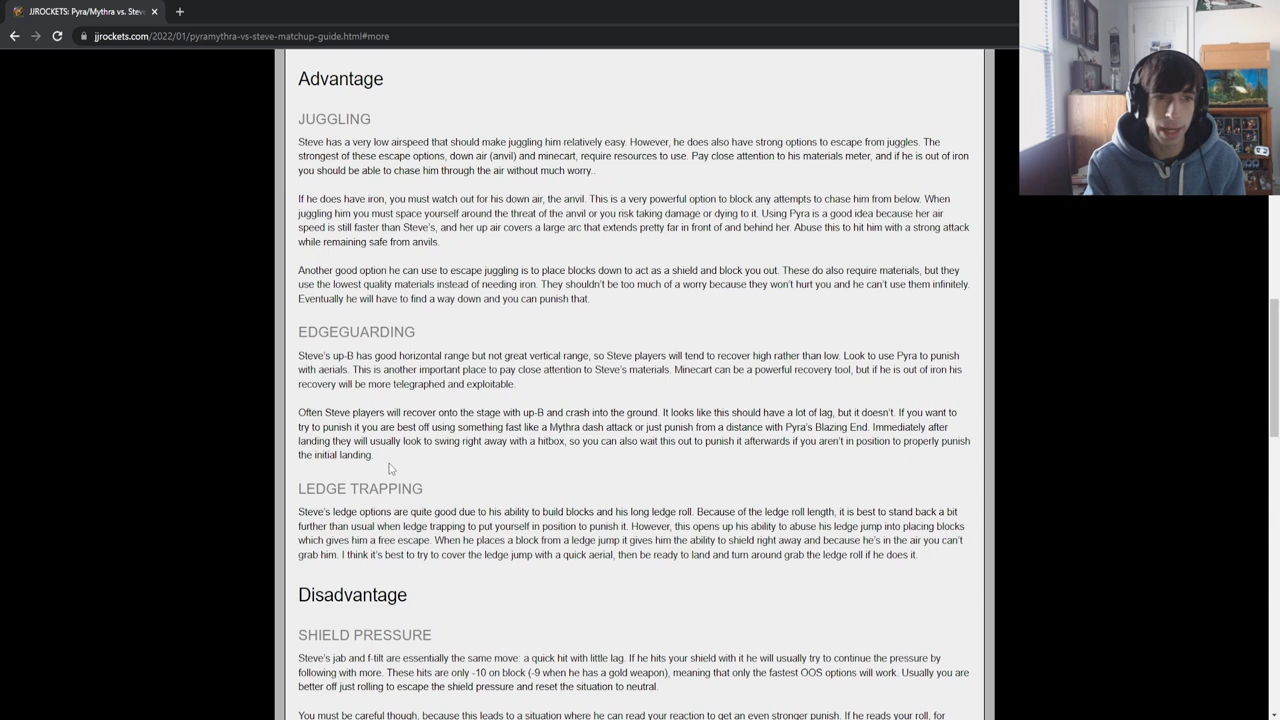 JJROCKETS: Pyra/Mythra vs. Stev
jjrockets.com/2022/01/pyramythra-vs-steve-matchup-guide.html#more
Advantage
JUGGLING
Steve has a very low airspeed that should make juggling him relatively easy. However, he does also have strong options to escape from juggles. The
strongest of these escape options, down air (anvil) and minecart, require resources to use. Pay close attention to his materials meter, and if he is out of iron
you should be able to chase him through the air without much worry..
If he does have iron, you must watch out for his down air, the anvil. This is a very powerful option to block any attempts to chase him from below. When
juggling him you must space yourself around the threat of the anvil or you risk taking damage or dying to it. Using Pyra is a good idea because her air
speed is still faster than Steve's, and her up air covers a large arc that extends pretty far in front of and behind her. Abuse this to hit him with a strong attack
while remaining safe from anvils.
Another good option he can use to escape juggling is to place blocks down to act as a shield and block you out. These do also require materials, but they
use the lowest quality materials instead of needing iron. They shouldn't be too much of a worry because they won't hurt you and he can't use them infinitely.
Eventually he will have to find a way down and you can punish that.
EDGEGUARDING
Steve's up-B has good horizontal range but not great vertical range, so Steve players will tend to recover high rather than low. Look to use Pyra to punish
with aerials. This is another important place to pay close attention to Steve's materials. Minecart can be a powerful recovery tool, but if he is out of iron his
recovery will be more telegraphed and exploitable.
Often Steve players will recover onto the stage with up-B and crash into the ground. It looks like this should have a lot of lag, but it doesn't. If you want to
try to punish it you are best off using something fast like a Mythra dash attack or just punish from a distance with Pyra's Blazing End. Immediately after
landing they will usually look to swing right away with a hitbox, so you can also wait this out to punish it afterwards if you aren't in position to properly punish
the initial landing.
LEDGE TRAPPING
Steve's ledge options are quite good due to his ability to build blocks and his long ledge roll. Because of the ledge roll length, it is best to stand back a bit
further than usual when ledge trapping to put yourself in position to punish it. However, this opens up his ability to abuse his ledge jump into placing blocks
which gives him a free escape. When he places a block from a ledge jump it gives him the ability to shield right away and because he's in the air you can't
grab him. I think it's best to try to cover the ledge jump with a quick aerial, then be ready to land and turn around grab the ledge roll if he does it.
Disadvantage
SHIELD PRESSURE
Steve's jab and f-tilt are essentially the same move: a quick hit with little lag. If he hits your shield with it he will usually try to continue the pressure by
following with more. These hits are only -10 on block (-9 when he has a gold weapon), meaning that only the fastest OOS options will work. Usually you are
better off just rolling to escape the shield pressure and reset the situation to neutral.
You must be careful though, because this leads to a situation where he can read your reaction to get an even stronger punish. If he reads your roll, for